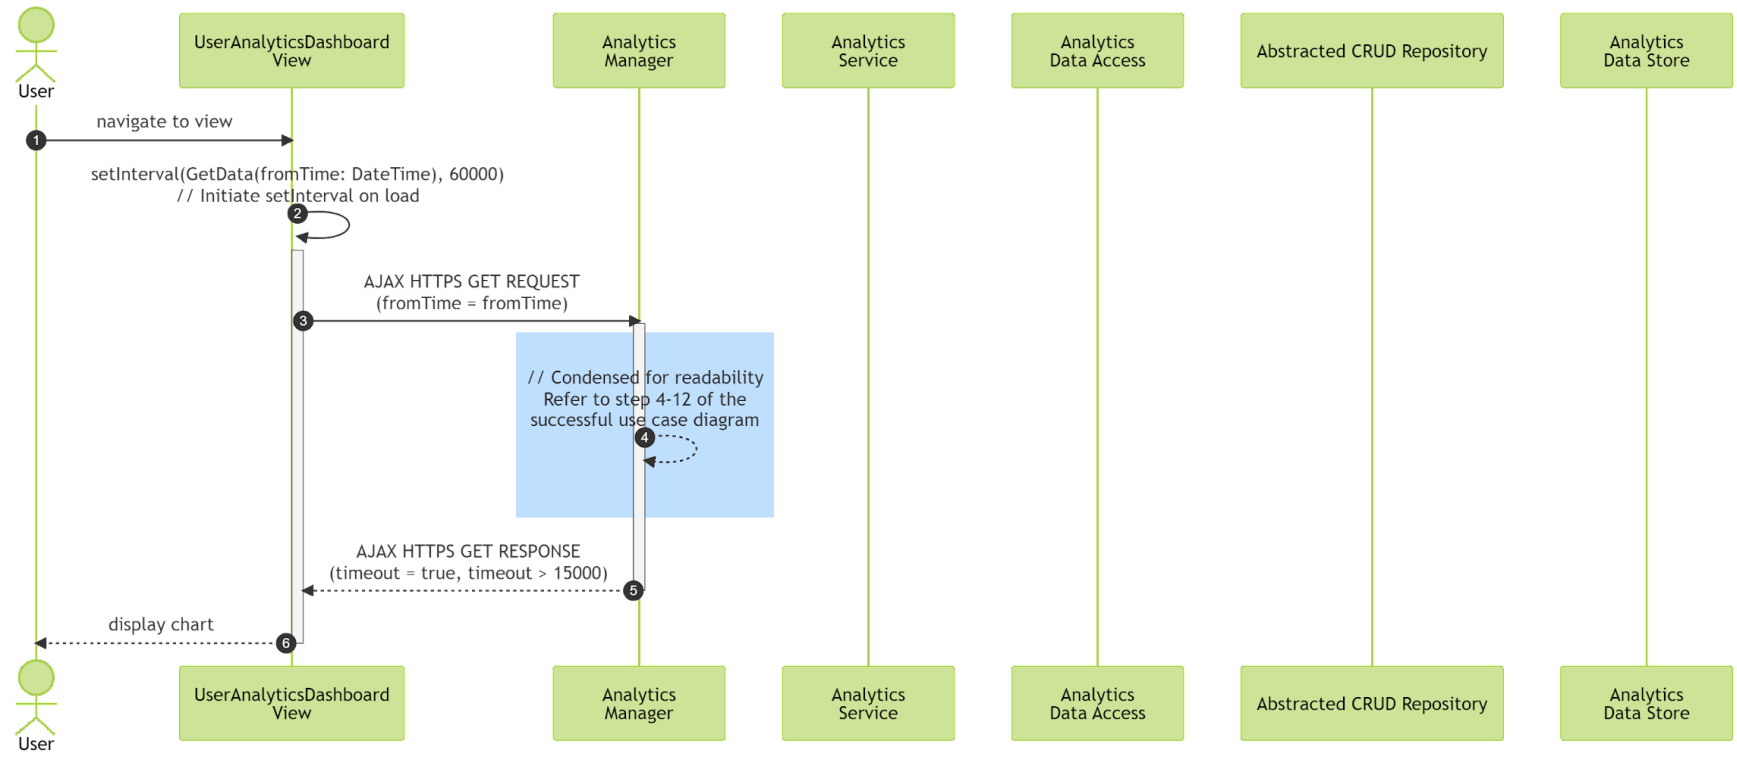 UserAnalyticsDashboard
View
Analytics
Manager
Analytics
Service
Analytics
Data Access
Abstracted CRUD Repository
Analytics
Data Store
User
navigate to view
1
setInterval(GetData(fromTime: DateTime), 60000)
// Initiate setInterval on load
2
AJAX HTTPS GET REQUEST
(fromTime = fromTime)
3
// Condensed for readability
Refer to step 4-12 of the
successful use case diagram
4
AJAX HTTPS GET RESPONSE
(timeout = true, timeout > 15000)
5
display chart
6
UserAnalyticsDashboard
View
Analytics
Manager
Analytics
Service
Analytics
Data Access
Abstracted CRUD Repository
Analytics
Data Store
User